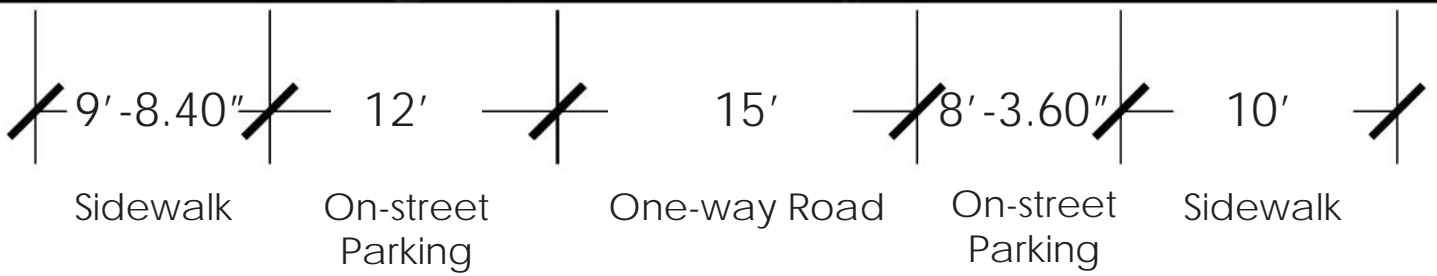 9'-8.40" 12' 15' 8'-3.60" 10'
Sidewalk On-street Parking One-way Road On-street Parking Sidewalk